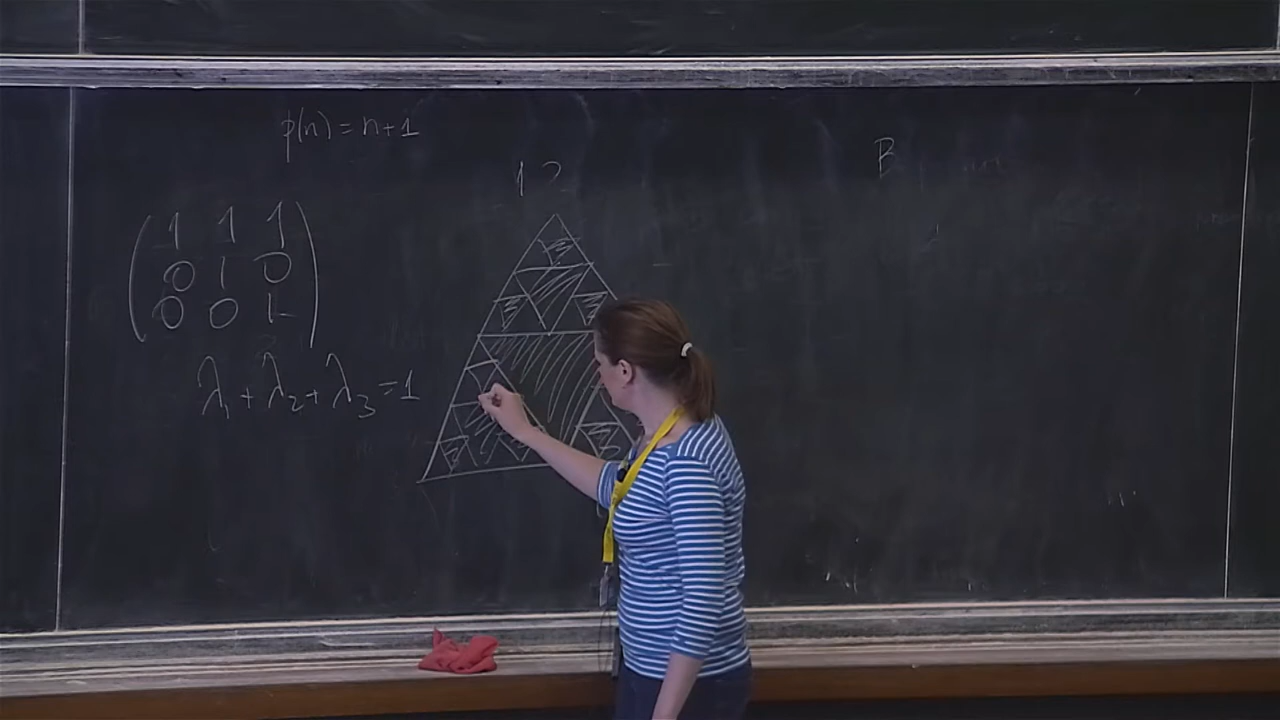 p(n) = n+1
B
1 2
1 1 1
0 1 0
0 0 1
λ₁ + λ₂ + λ₃ = 1